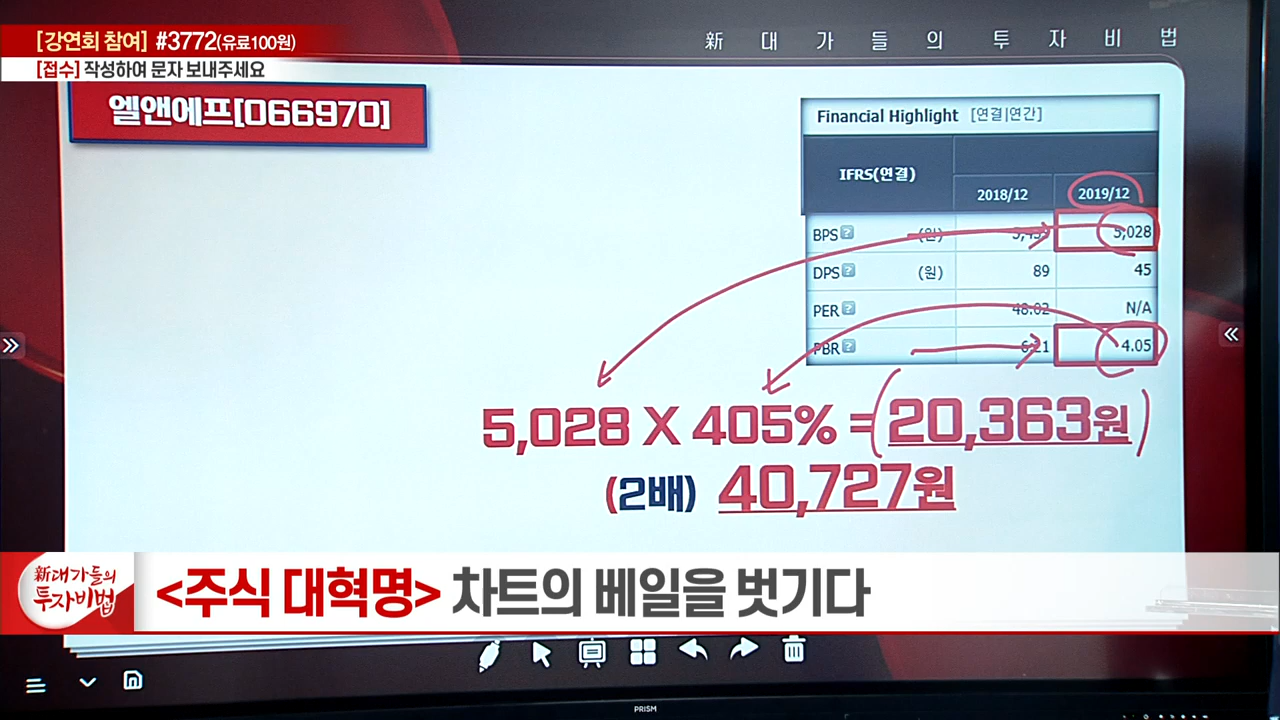 [강연회 참여] #3772(유료100원)
[접수] 작성하여 문자 보내주세요
新 대 가 들 의 투 자 비 법
엘앤에프[066970]
Financial Highlight [연결|연간]
IFRS(연결) 2018/12 2019/12
BPS (원) 5,028
DPS (원) 89 45
PER 48.02 N/A
PBR 6.21 4.05
5,028 X 405% = (20,363원)
(2배) 40,727원
新대가들의 투자비법
<주식 대혁명> 차트의 베일을 벗기다
PRISM